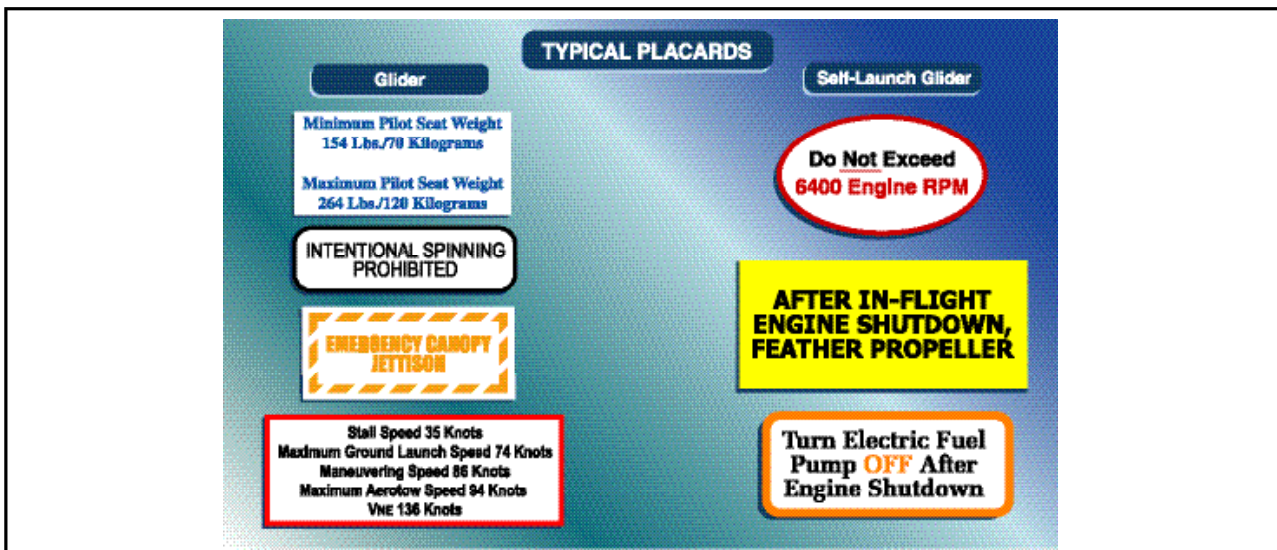 TYPICAL PLACARDS
Glider
Minimum Pilot Seat Weight
154 Lbs./70 Kilograms
Maximum Pilot Seat Weight
264 Lbs./120 Kilograms
INTENTIONAL SPINNING
PROHIBITED
EMERGENCY CANOPY
JETTISON
Stall Speed 35 Knots
Maximum Ground Launch Speed 74 Knots
Maneuvering Speed 86 Knots
Maximum Aerotow Speed 94 Knots
VNE 136 Knots
Self-Launch Glider
Do Not Exceed
6400 Engine RPM
AFTER IN-FLIGHT
ENGINE SHUTDOWN,
FEATHER PROPELLER
Turn Electric Fuel
Pump OFF After
Engine Shutdown